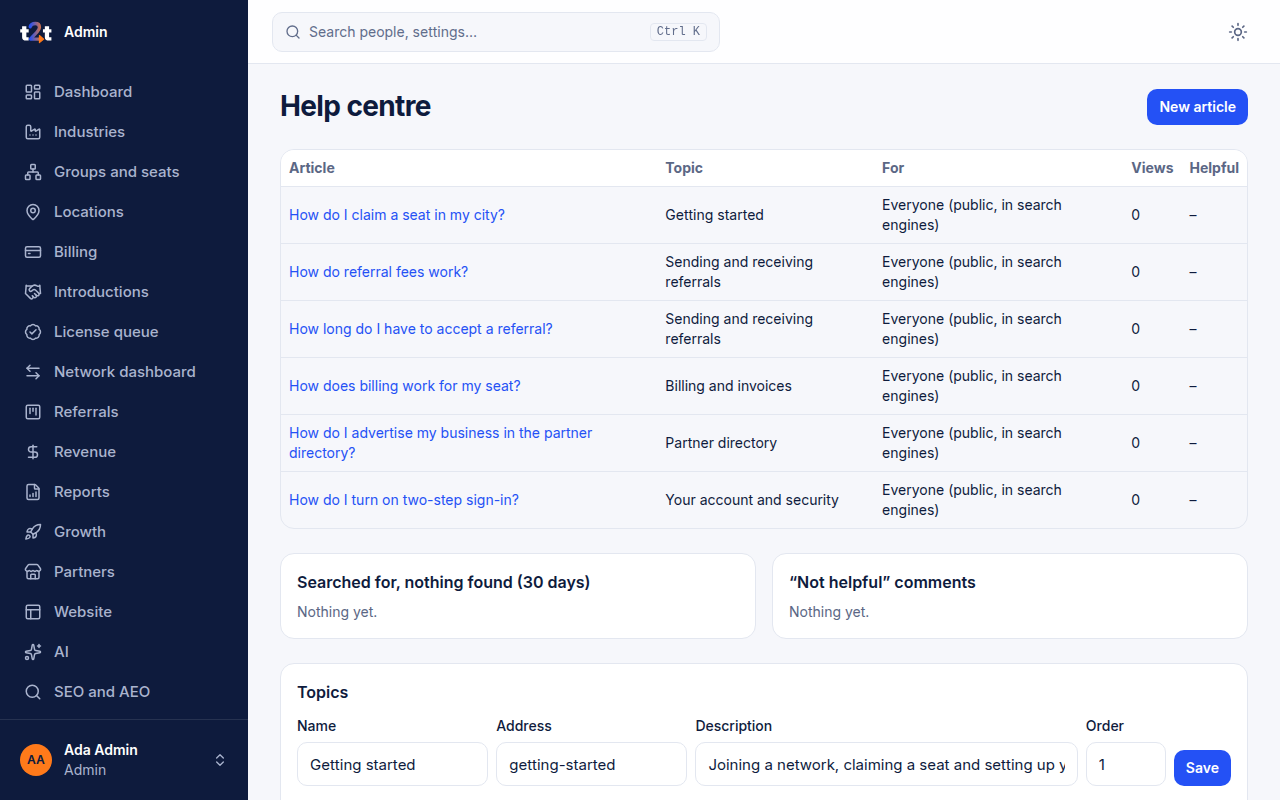 t2t Admin
Search people, settings...
Ctrl K
Dashboard
Industries
Groups and seats
Locations
Billing
Introductions
License queue
Network dashboard
Referrals
Revenue
Reports
Growth
Partners
Website
AI
SEO and AEO
AA
Ada Admin
Admin
Help centre
New article
Article Topic For Views Helpful
How do I claim a seat in my city? Getting started Everyone (public, in search engines) 0 –
How do referral fees work? Sending and receiving referrals Everyone (public, in search engines) 0 –
How long do I have to accept a referral? Sending and receiving referrals Everyone (public, in search engines) 0 –
How does billing work for my seat? Billing and invoices Everyone (public, in search engines) 0 –
How do I advertise my business in the partner directory? Partner directory Everyone (public, in search engines) 0 –
How do I turn on two-step sign-in? Your account and security Everyone (public, in search engines) 0 –
Searched for, nothing found (30 days)
Nothing yet.
“Not helpful” comments
Nothing yet.
Topics
Name Address Description Order
Getting started getting-started Joining a network, claiming a seat and setting up 1 Save